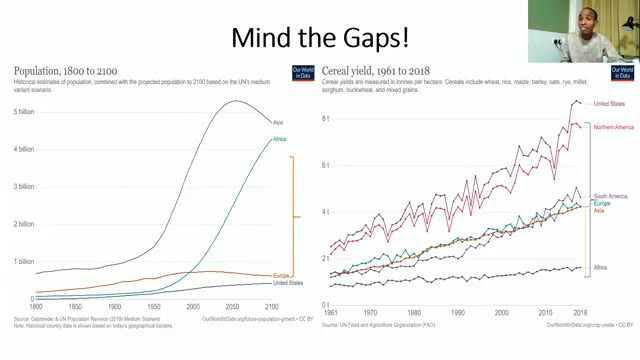 Mind the Gaps!
Population, 1800 to 2100
Historical estimates of population, combined with the projected population to 2100 based on the UN's medium
variant scenario.
Our World
in Data
5 billion
4 billion
3 billion
2 billion
1 billion
0
1800
1850
1900
1950
2000
2050
2100
Asia
Africa
Europe
United States
Source: Gapminder & UN Population Revision (2019) Medium Scenario
OurWorldInData.org/future-population-growth • CC BY
Note: Historical country data is shown based on today's geographical borders.
Cereal yield, 1961 to 2018
Cereal yields are measured in tonnes per hectare. Cereals include wheat, rice, maize, barley, oats, rye, millet,
sorghum, buckwheat, and mixed grains.
Our World
in Data
8 t
6 t
4 t
2 t
0 t
1961
1970
1980
1990
2000
2010
2018
United States
Northern America
South America
Europe
Asia
Africa
Source: UN Food and Agriculture Organization (FAO)
OurWorldInData.org/crop-yields • CC BY